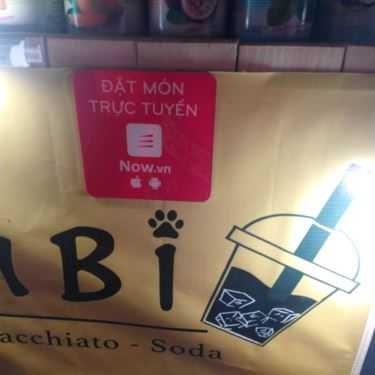 ĐẶT MÓN
TRỰC TUYẾN
Now.vn
Bi
acchiato - Soda